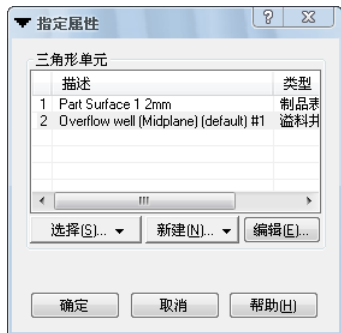 指定属性
三角形单元
描述 类型
1 Part Surface 1 2mm 制品表
2 Overflow well (Midplane) (default) #1 溢料井
选择(S)... 新建(N)... 编辑(E)...
确定 取消 帮助(H)